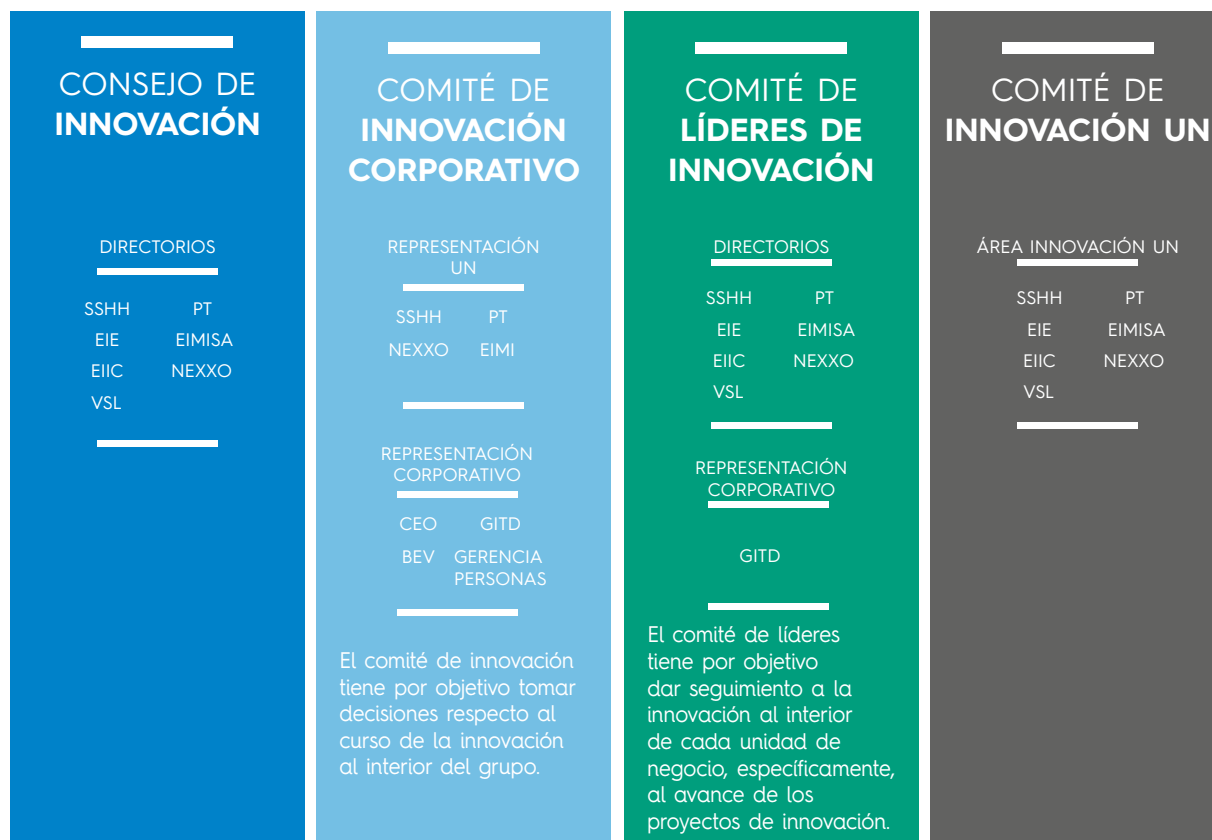 CONSEJO DE
INNOVACIÓN
DIRECTORIOS
SSHH PT
EIE EIMISA
EIIC NEXXO
VSL
COMITÉ DE
INNOVACIÓN
CORPORATIVO
REPRESENTACIÓN
UN
SSHH PT
NEXXO EIMI
REPRESENTACIÓN
CORPORATIVO
CEO GITD
BEV GERENCIA
PERSONAS
El comité de innovación
tiene por objetivo tomar
decisiones respecto al
curso de la innovación
al interior del grupo.
COMITÉ DE
LÍDERES DE
INNOVACIÓN
DIRECTORIOS
SSHH PT
EIE EIMISA
EIIC NEXXO
VSL
REPRESENTACIÓN
CORPORATIVO
GITD
El comité de líderes
tiene por objetivo
dar seguimiento a la
innovación al interior
de cada unidad de
negocio, específicamente,
al avance de los
proyectos de innovación.
COMITÉ DE
INNOVACIÓN UN
ÁREA INNOVACIÓN UN
SSHH PT
EIE EIMISA
EIIC NEXXO
VSL